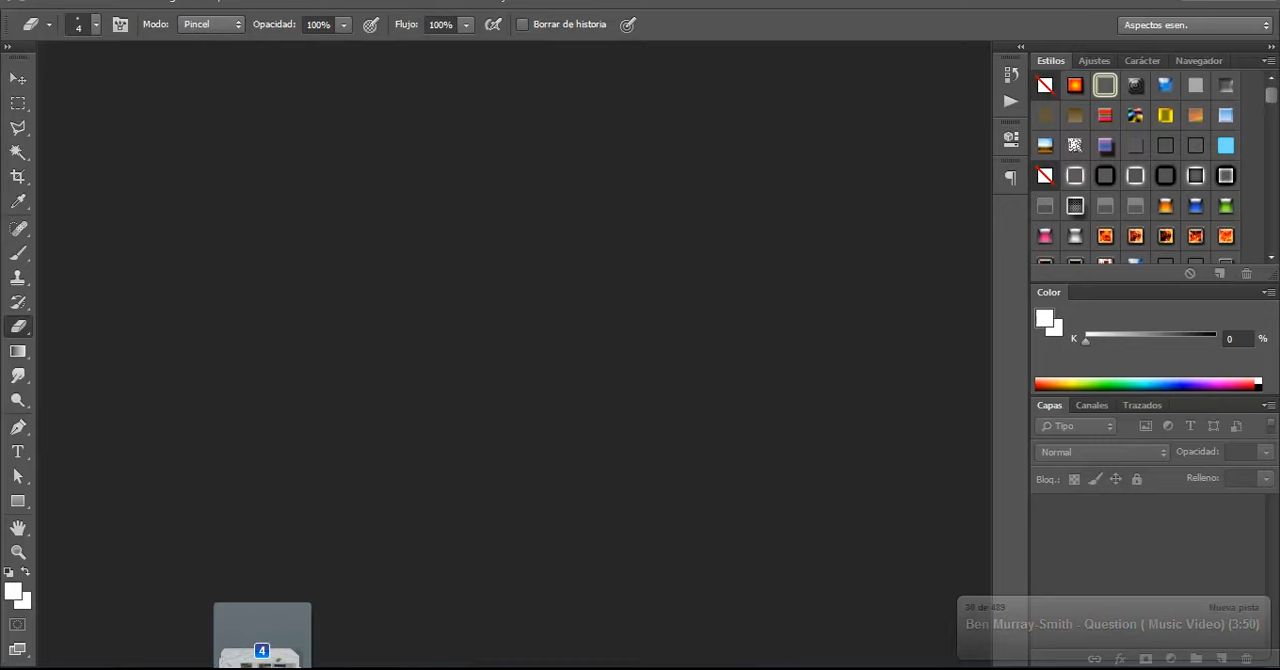 4 Modo: Pincel Opacidad: 100% Flujo: 100% Borrar de historia Aspectos esen.
Estilos Ajustes Carácter Navegador
Color
K 0 %
Capas Canales Trazados
Tipo
Normal Opacidad:
Bloq.: Relleno:
T
30 de 489 Nueva pista
Ben Murray-Smith - Question ( Music Video) (3:50)
4